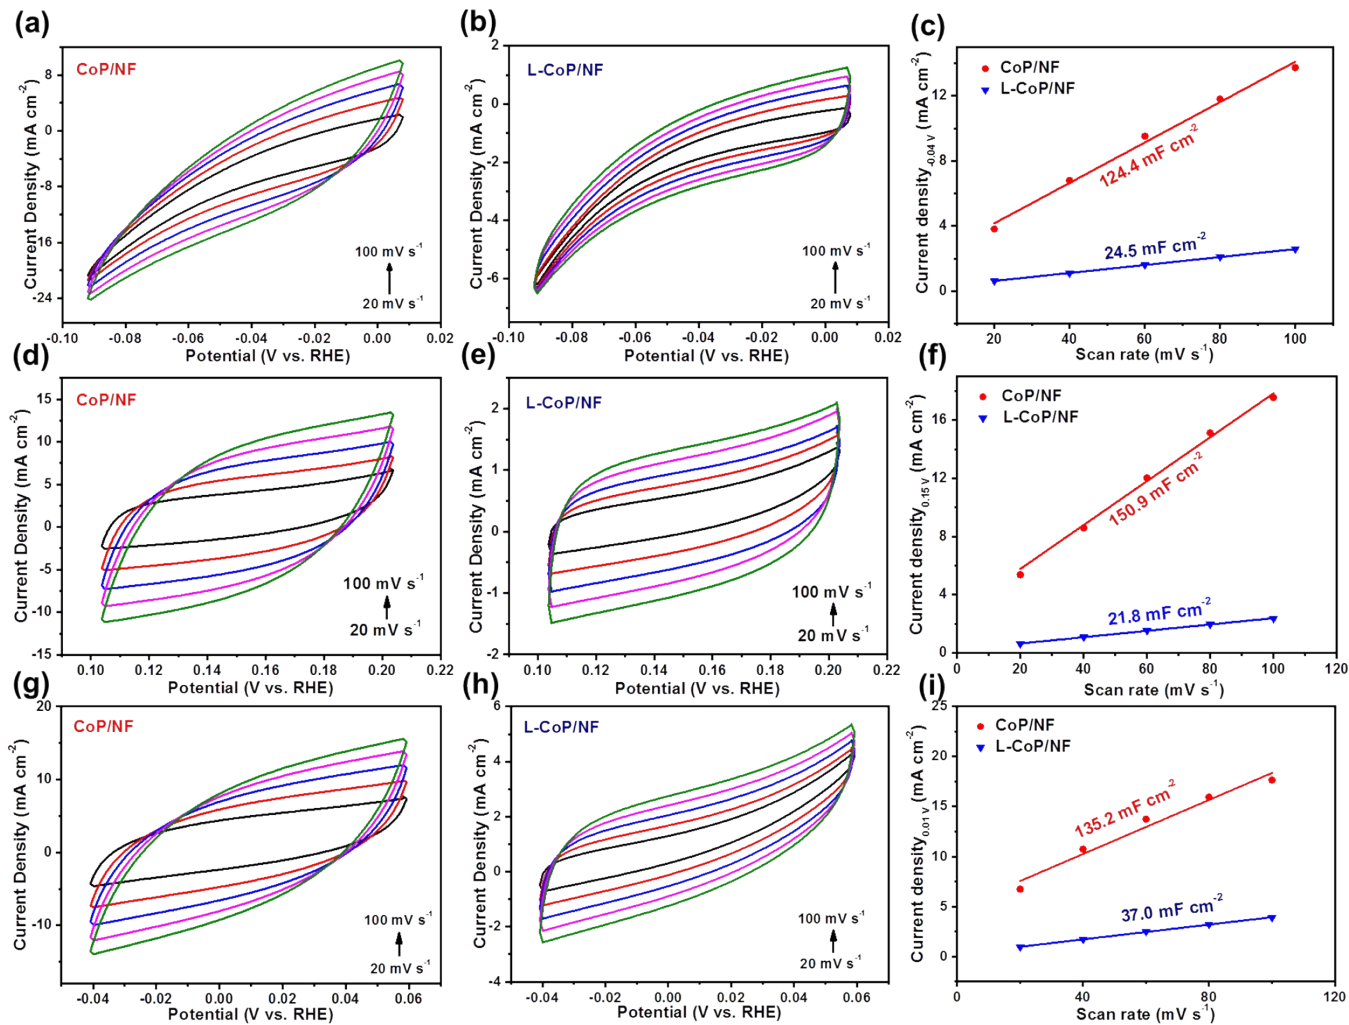 (a)
CoP/NF
8
0
-8
-16
-24
Current Density (mA cm⁻²)
100 mV s⁻¹
20 mV s⁻¹
-0.10 -0.08 -0.06 -0.04 -0.02 0.00 0.02
Potential (V vs. RHE)
(b)
L-CoP/NF
2
0
-2
-4
-6
Current Density (mA cm⁻²)
100 mV s⁻¹
20 mV s⁻¹
-0.10 -0.08 -0.06 -0.04 -0.02 0.00 0.02
Potential (V vs. RHE)
(c)
CoP/NF
L-CoP/NF
12
8
4
0
Current density₋₀.₀₄ ᵥ (mA cm⁻²)
124.4 mF cm⁻²
24.5 mF cm⁻²
20 40 60 80 100
Scan rate (mV s⁻¹)
(d)
CoP/NF
15
10
5
0
-5
-10
-15
Current Density (mA cm⁻²)
100 mV s⁻¹
20 mV s⁻¹
0.10 0.12 0.14 0.16 0.18 0.20 0.22
Potential (V vs. RHE)
(e)
L-CoP/NF
2
1
0
-1
-2
Current Density (mA cm⁻²)
100 mV s⁻¹
20 mV s⁻¹
0.10 0.12 0.14 0.16 0.18 0.20 0.22
Potential (V vs. RHE)
(f)
CoP/NF
L-CoP/NF
16
12
8
4
0
Current density₀.₁₅ ᵥ (mA cm⁻²)
150.9 mF cm⁻²
21.8 mF cm⁻²
0 20 40 60 80 100 120
Scan rate (mV s⁻¹)
(g)
CoP/NF
20
10
0
-10
Current Density (mA cm⁻²)
100 mV s⁻¹
20 mV s⁻¹
-0.04 -0.02 0.00 0.02 0.04 0.06
Potential (V vs. RHE)
(h)
L-CoP/NF
6
4
2
0
-2
-4
Current Density (mA cm⁻²)
100 mV s⁻¹
20 mV s⁻¹
-0.04 -0.02 0.00 0.02 0.04 0.06
Potential (V vs. RHE)
(i)
CoP/NF
L-CoP/NF
25
20
15
10
5
0
Current density₀.₀₁ ᵥ (mA cm⁻²)
135.2 mF cm⁻²
37.0 mF cm⁻²
0 40 60 80 100 120
Scan rate (mV s⁻¹)